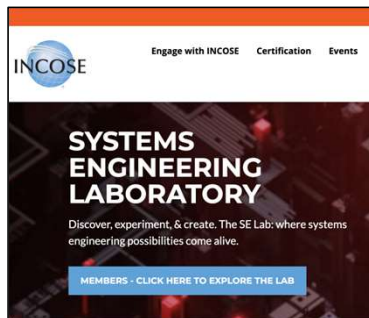 INCOSE
Engage with INCOSE Certification Events
SYSTEMS
ENGINEERING
LABORATORY
Discover, experiment, & create. The SE Lab: where systems
engineering possibilities come alive.
MEMBERS - CLICK HERE TO EXPLORE THE LAB